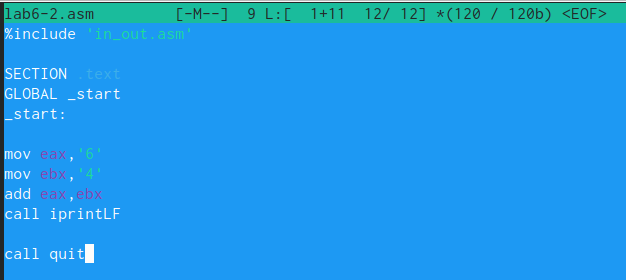 lab6-2.asm [-M--] 9 L:[ 1+11 12/ 12] *(120 / 120b) <EOF>
%include 'in_out.asm'
SECTION .text
GLOBAL _start
_start:
mov eax,'6'
mov ebx,'4'
add eax,ebx
call iprintLF
call quit